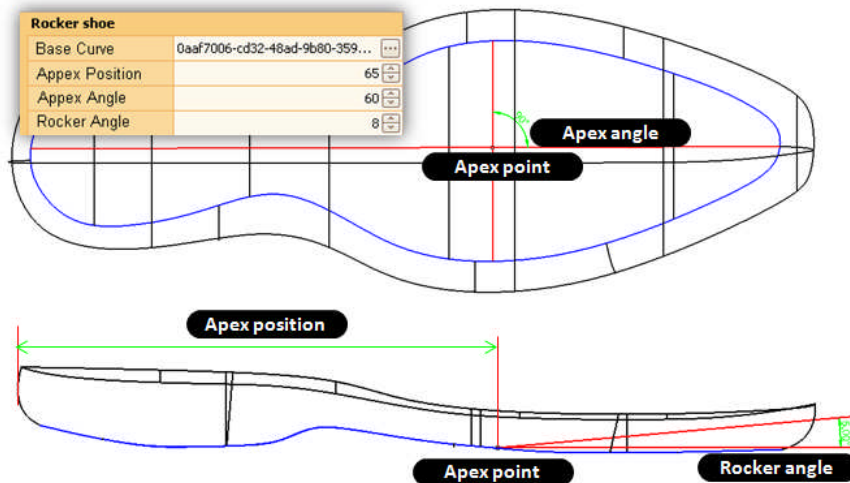 Rocker shoe
Base Curve 0aaf7006-cd32-48ad-9b80-359...
Appex Position 65
Appex Angle 60
Rocker Angle 8
90°
Apex angle
Apex point
Apex position
Apex point
Rocker angle